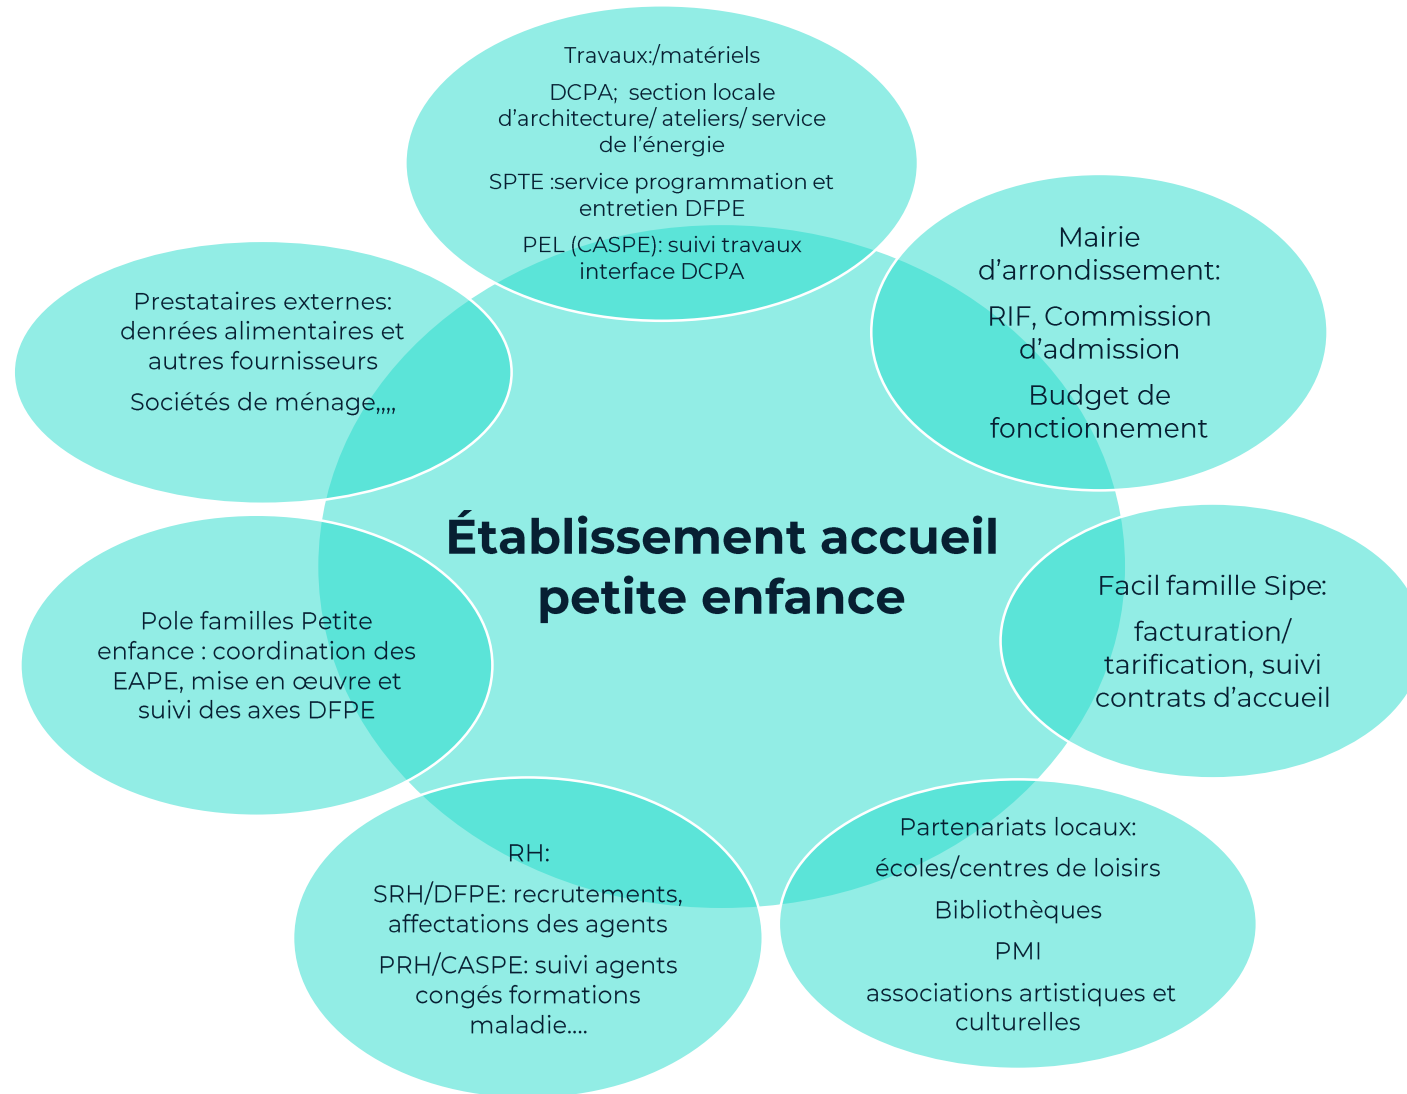 Travaux:/matériels
DCPA;  section locale
d’architecture/ ateliers/ service
de l’énergie
SPTE :service programmation et
entretien DFPE
PEL (CASPE): suivi travaux
interface DCPA
Mairie
d’arrondissement:
RIF, Commission
d’admission
Budget de
fonctionnement
Prestataires externes:
denrées alimentaires et
autres fournisseurs
Sociétés de ménage,,,,
Établissement accueil
petite enfance
Facil famille Sipe:
facturation/
tarification, suivi
contrats d’accueil
Pole familles Petite
enfance : coordination des
EAPE, mise en œuvre et
suivi des axes DFPE
RH:
SRH/DFPE: recrutements,
affectations des agents
PRH/CASPE: suivi agents
congés formations
maladie....
Partenariats locaux:
écoles/centres de loisirs
Bibliothèques
PMI
associations artistiques et
culturelles